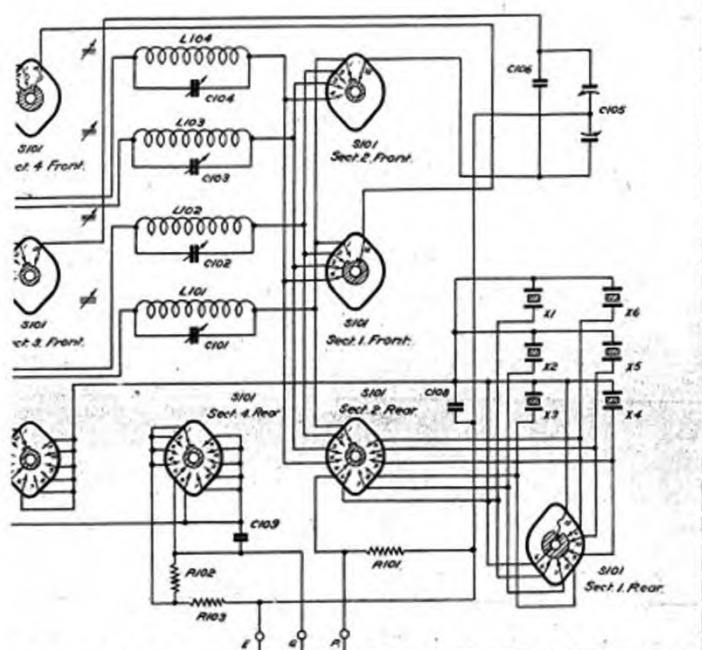 L104
C104
C106
C105
S101
Sect. 4 Front.
L103
C103
S101
Sect. 2. Front.
L102
C102
S101
Sect. 3. Front.
L101
C101
S101
Sect. 1. Front.
X1
X6
X2
X5
X3
X4
S101
Sect. 4. Rear
S101
Sect. 2. Rear.
C108
C109
R102
R103
R101
S101
Sect. 1. Rear.
E
G
P.